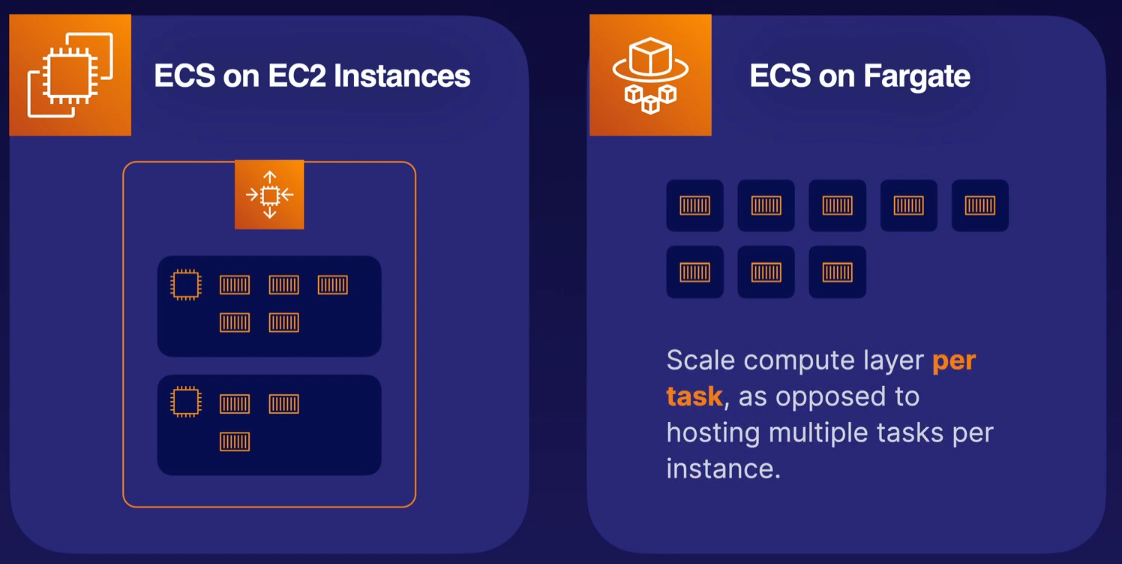 ECS on EC2 Instances
ECS on Fargate
Scale compute layer per
task, as opposed to
hosting multiple tasks per
instance.